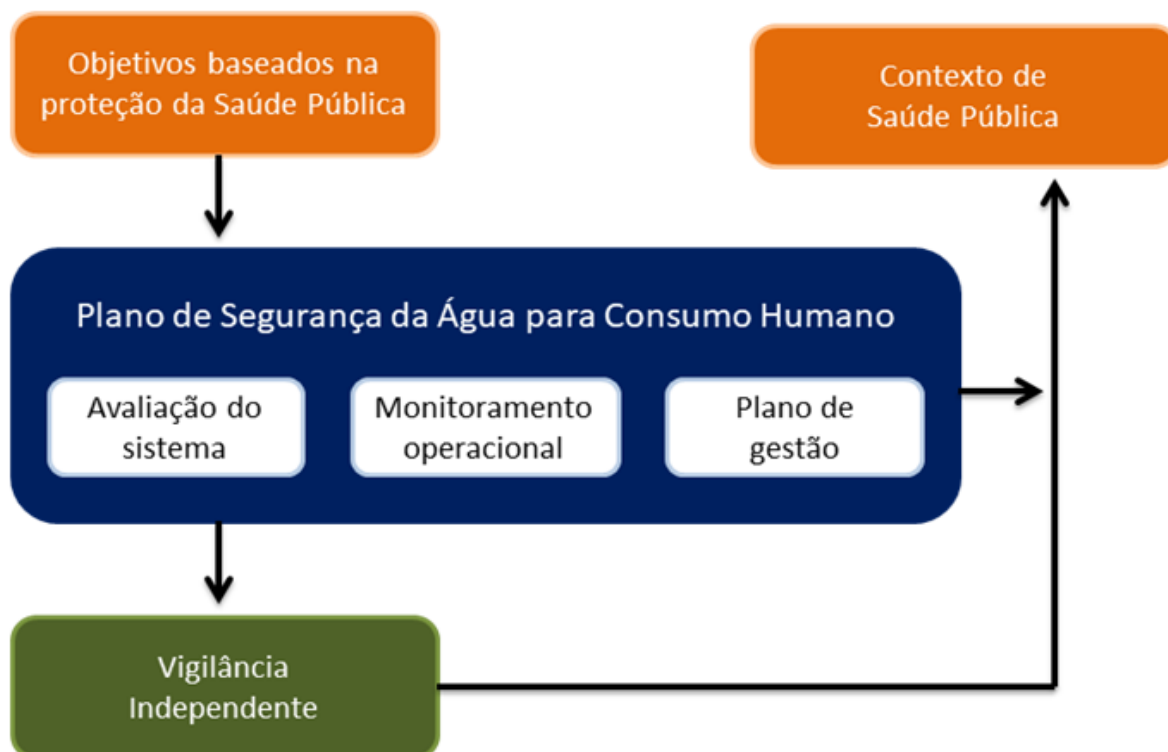 Objetivos baseados na
proteção da Saúde Pública
Contexto de
Saúde Pública
Plano de Segurança da Água para Consumo Humano
Avaliação do
sistema
Monitoramento
operacional
Plano de
gestão
Vigilância
Independente